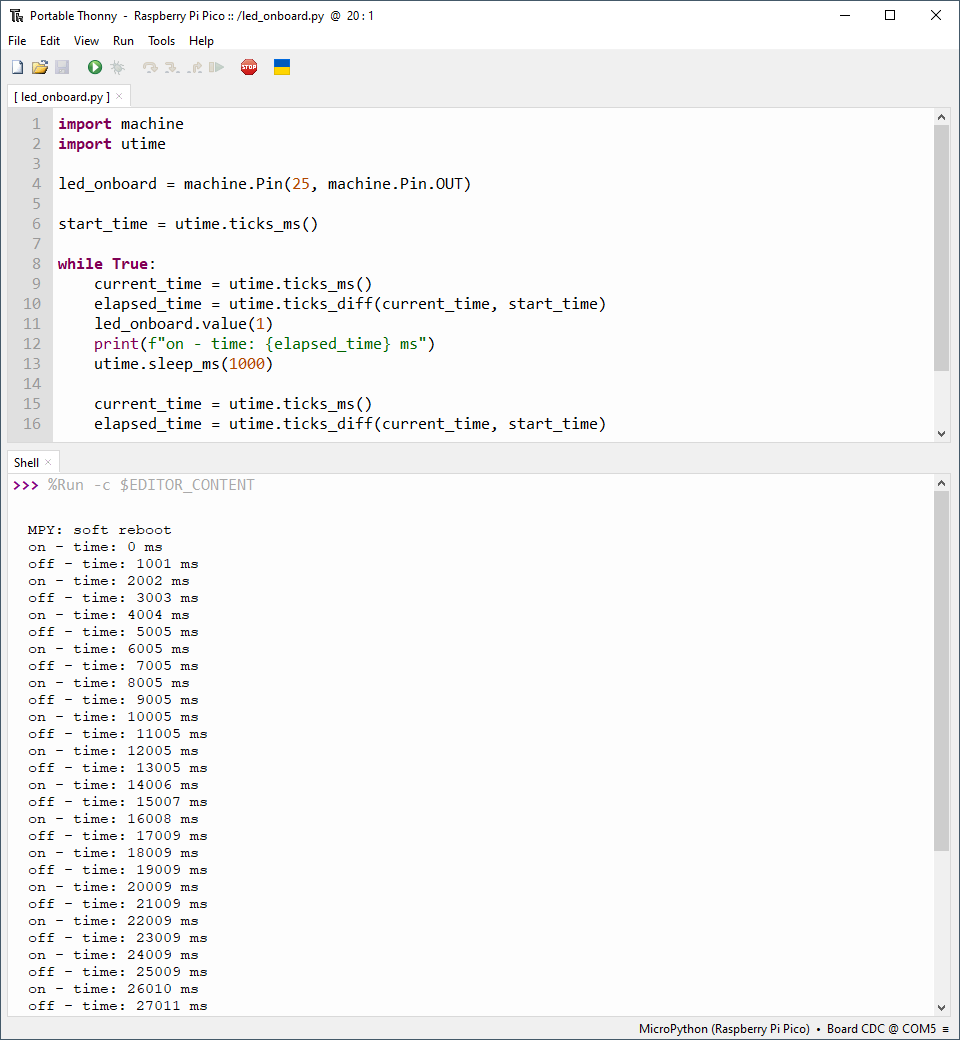 Portable Thonny - Raspberry Pi Pico :: /led_onboard.py @ 20 : 1
File Edit View Run Tools Help
STOP
[ led_onboard.py ] ×
1 import machine
2 import utime
3
4 led_onboard = machine.Pin(25, machine.Pin.OUT)
5
6 start_time = utime.ticks_ms()
7
8 while True:
9     current_time = utime.ticks_ms()
10     elapsed_time = utime.ticks_diff(current_time, start_time)
11     led_onboard.value(1)
12     print(f"on - time: {elapsed_time} ms")
13     utime.sleep_ms(1000)
14
15     current_time = utime.ticks_ms()
16     elapsed_time = utime.ticks_diff(current_time, start_time)
Shell ×
>>> %Run -c $EDITOR_CONTENT
MPY: soft reboot
on - time: 0 ms
off - time: 1001 ms
on - time: 2002 ms
off - time: 3003 ms
on - time: 4004 ms
off - time: 5005 ms
on - time: 6005 ms
off - time: 7005 ms
on - time: 8005 ms
off - time: 9005 ms
on - time: 10005 ms
off - time: 11005 ms
on - time: 12005 ms
off - time: 13005 ms
on - time: 14006 ms
off - time: 15007 ms
on - time: 16008 ms
off - time: 17009 ms
on - time: 18009 ms
off - time: 19009 ms
on - time: 20009 ms
off - time: 21009 ms
on - time: 22009 ms
off - time: 23009 ms
on - time: 24009 ms
off - time: 25009 ms
on - time: 26010 ms
off - time: 27011 ms
MicroPython (Raspberry Pi Pico) • Board CDC @ COM5 ≡